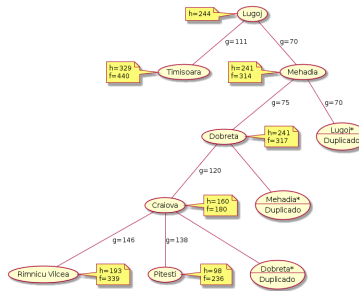 h=244
Lugoj
g=111
g=70
Timisoara
h=329
f=440
h=241
f=314
Mehadia
g=75
g=70
Dobreta
h=241
f=317
Lugoj*
Duplicado
g=120
Craiova
h=160
f=180
Mehadia*
Duplicado
g=146
g=138
Rimnicu Vilcea
h=193
f=339
Pitesti
h=98
f=236
Dobreta*
Duplicado